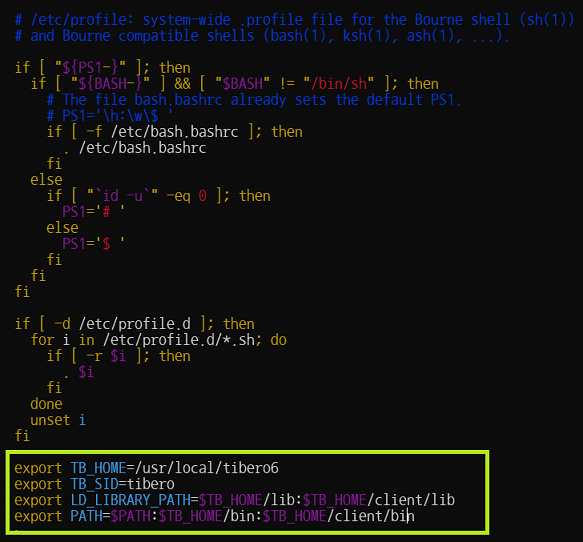 # /etc/profile: system-wide .profile file for the Bourne shell (sh(1))
# and Bourne compatible shells (bash(1), ksh(1), ash(1), ...).

if [ "${PS1-}" ]; then
  if [ "${BASH-}" ] && [ "$BASH" != "/bin/sh" ]; then
    # The file bash.bashrc already sets the default PS1.
    # PS1='\h:\w\$ '
    if [ -f /etc/bash.bashrc ]; then
      . /etc/bash.bashrc
    fi
  else
    if [ "`id -u`" -eq 0 ]; then
      PS1='# '
    else
      PS1='$ '
    fi
  fi
fi

if [ -d /etc/profile.d ]; then
  for i in /etc/profile.d/*.sh; do
    if [ -r $i ]; then
      . $i
    fi
  done
  unset i
fi

export TB_HOME=/usr/local/tibero6
export TB_SID=tibero
export LD_LIBRARY_PATH=$TB_HOME/lib:$TB_HOME/client/lib
export PATH=$PATH:$TB_HOME/bin:$TB_HOME/client/bin
~